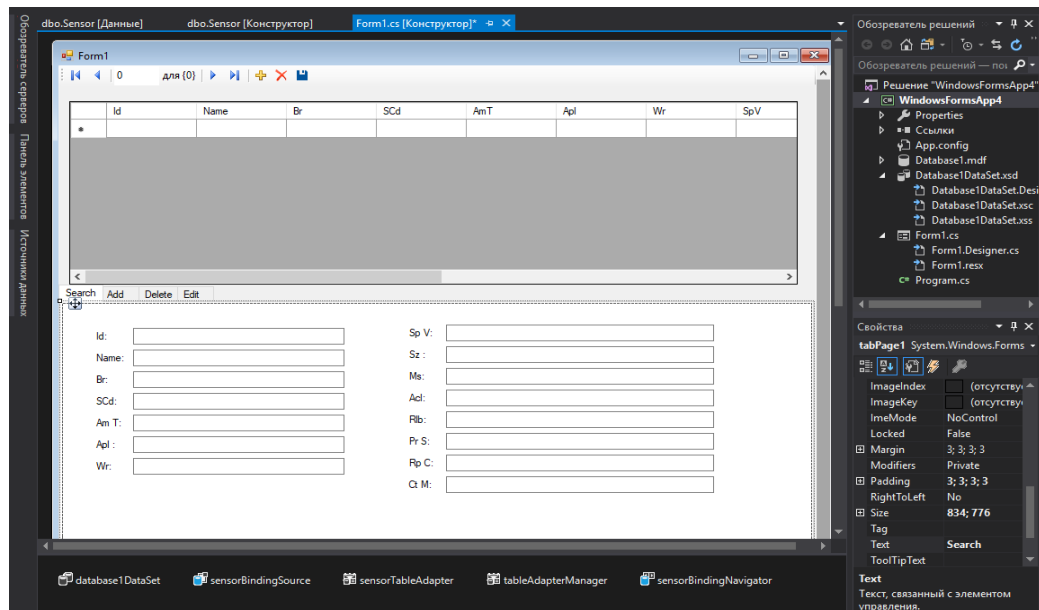 dbo.Sensor [Данные]
dbo.Sensor [Конструктор]
Form1.cs [Конструктор]*
Обозреватель серверов
Панель элементов
Источники данных
Form1
0
для {0}
Id
Name
Br
SCd
AmT
Apl
Wr
SpV
Search
Add
Delete
Edit
Id:
Name:
Br:
SCd:
Am T:
Apl :
Wr:
Sp V:
Sz :
Ms:
Acl:
Rlb:
Pr S:
Rp C:
Ct M:
database1DataSet
sensorBindingSource
sensorTableAdapter
tableAdapterManager
sensorBindingNavigator
Обозреватель решений
Обозреватель решений — пои
Решение "WindowsFormsApp4"
WindowsFormsApp4
Properties
Ссылки
App.config
Database1.mdf
Database1DataSet.xsd
Database1DataSet.Desi
Database1DataSet.xsc
Database1DataSet.xss
Form1.cs
Form1.Designer.cs
Form1.resx
Program.cs
Свойства
tabPage1 System.Windows.Forms
ImageIndex (отсутству
ImageKey (отсутству
ImeMode NoControl
Locked False
Margin 3; 3; 3; 3
Modifiers Private
Padding 3; 3; 3; 3
RightToLeft No
Size 834; 776
Tag
Text Search
ToolTipText
Text
Текст, связанный с элементом
управления.